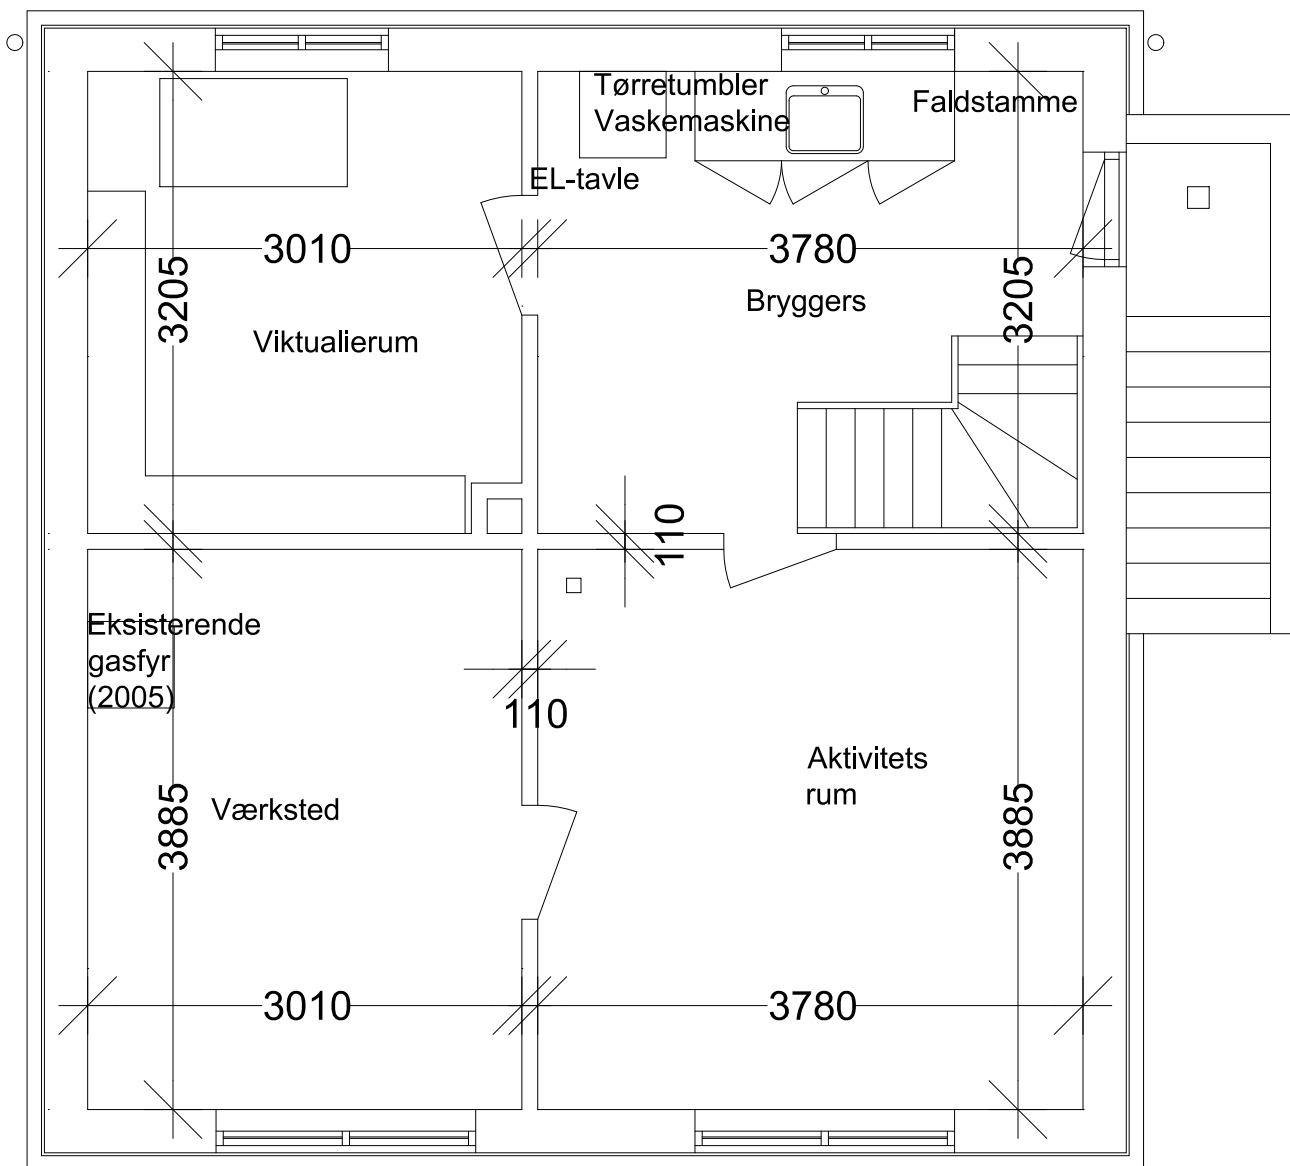 Tørretumbler
Vaskemaskine
Faldstamme
EL-tavle
3010
3780
3205
3205
Bryggers
Viktualierum
110
Eksisterende
gasfyr
(2005)
110
Aktivitets
rum
Værksted
3885
3885
3010
3780